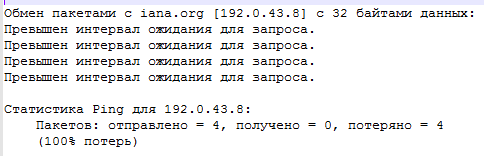 Обмен пакетами с iana.org [192.0.43.8] с 32 байтами данных:
Превышен интервал ожидания для запроса.
Превышен интервал ожидания для запроса.
Превышен интервал ожидания для запроса.
Превышен интервал ожидания для запроса.
Статистика Ping для 192.0.43.8:
Пакетов: отправлено = 4, получено = 0, потеряно = 4
(100% потерь)